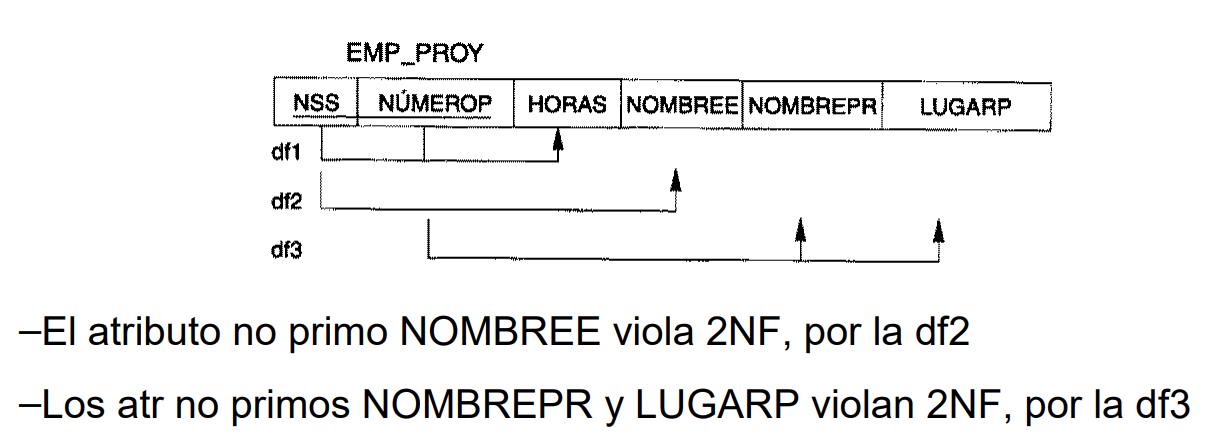 EMP_PROY
NSS NÚMEROP HORAS NOMBREE NOMBREPR LUGARP
df1
df2
df3
–El atributo no primo NOMBREE viola 2NF, por la df2
–Los atr no primos NOMBREPR y LUGARP violan 2NF, por la df3